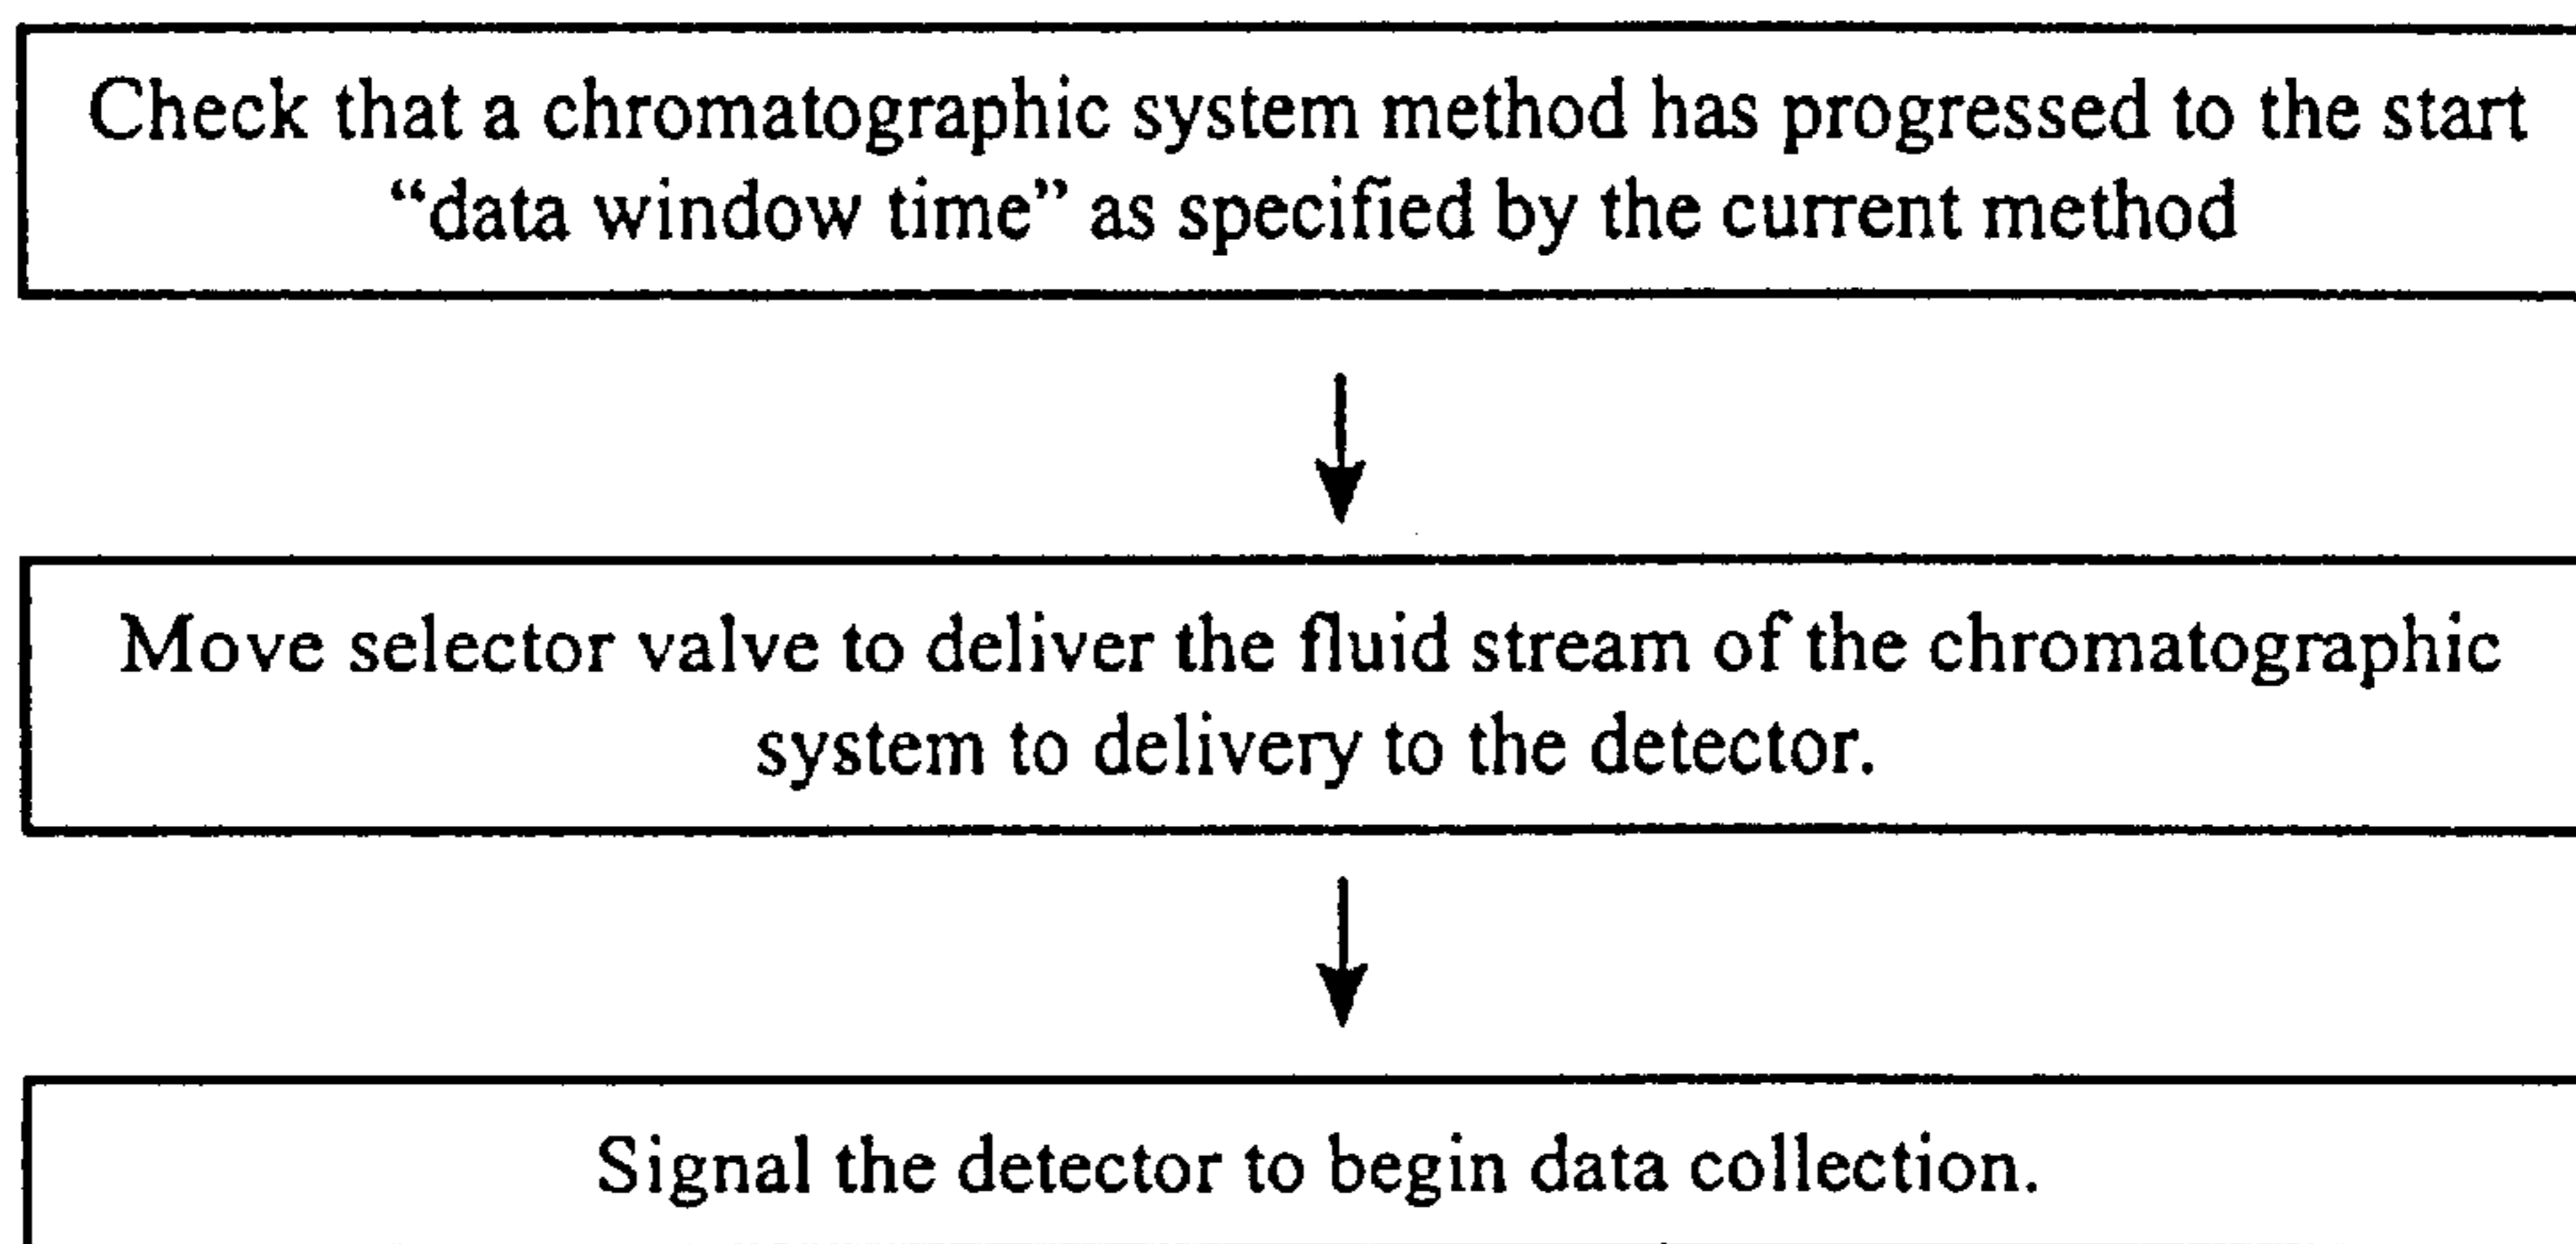 Check that a chromatographic system method has progressed to the start
“data window time” as specified by the current method
Move selector valve to deliver the fluid stream of the chromatographic
system to delivery to the detector.
Signal the detector to begin data collection.